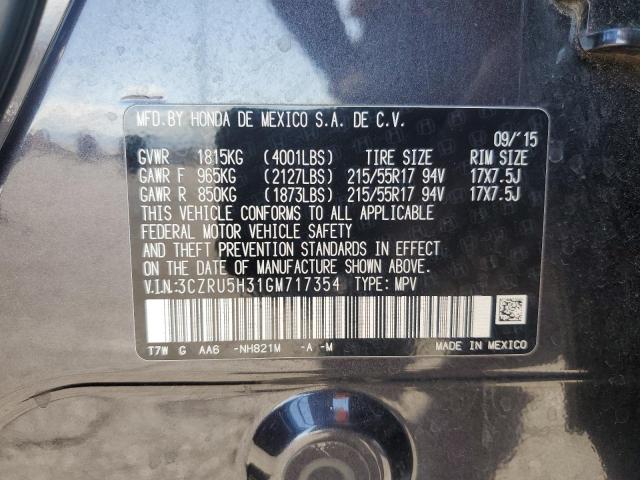 MFD.BY HONDA DE MEXICO S.A. DE C.V.
09/'15
GVWR 1815KG (4001LBS) TIRE SIZE RIM SIZE
GAWR F 965KG (2127LBS) 215/55R17 94V 17X7.5J
GAWR R 850KG (1873LBS) 215/55R17 94V 17X7.5J
THIS VEHICLE CONFORMS TO ALL APPLICABLE
FEDERAL MOTOR VEHICLE SAFETY
AND THEFT PREVENTION STANDARDS IN EFFECT
ON THE DATE OF MANUFACTURE SHOWN ABOVE.
V.I.N.:3CZRU5H31GM717354 TYPE: MPV
T7W G AA6 -NH821M -A -M MADE IN MEXICO